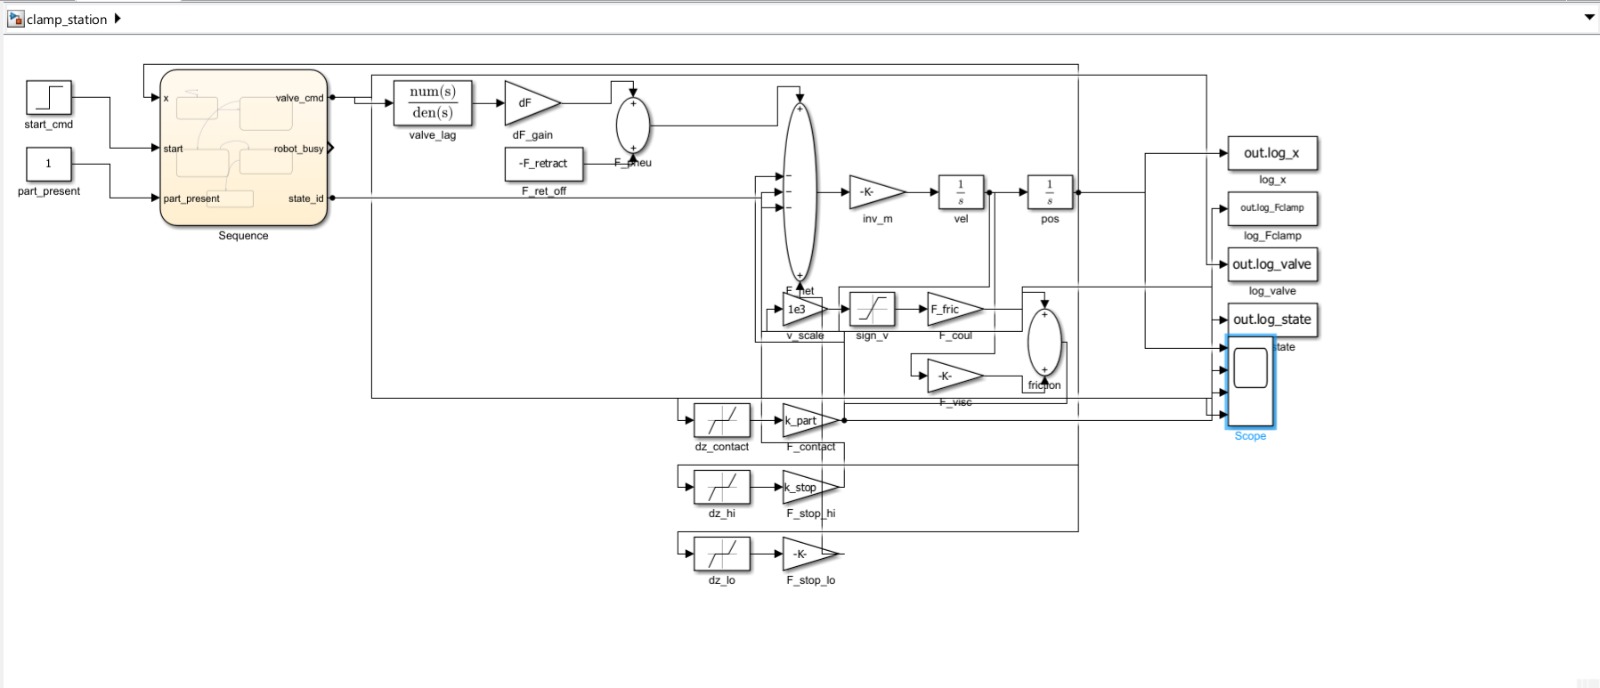 clamp_station
start_cmd
1
part_present
x
start
part_present
valve_cmd
robot_busy
state_id
Sequence
num(s)
den(s)
valve_lag
dF
dF_gain
-F_retract
F_ret_off
+
+
+
-
-
-
+
-K-
inv_m
1
s
vel
1
s
pos
1e3
v_scale
sign_v
F_fric
F_coul
-K-
F_visc
+
+
friction
dz_contact
k_part
F_contact
dz_hi
k_stop
F_stop_hi
dz_lo
-K-
F_stop_lo
out.log_x
log_x
out.log_Fclamp
log_Fclamp
out.log_valve
log_valve
out.log_state
state
Scope